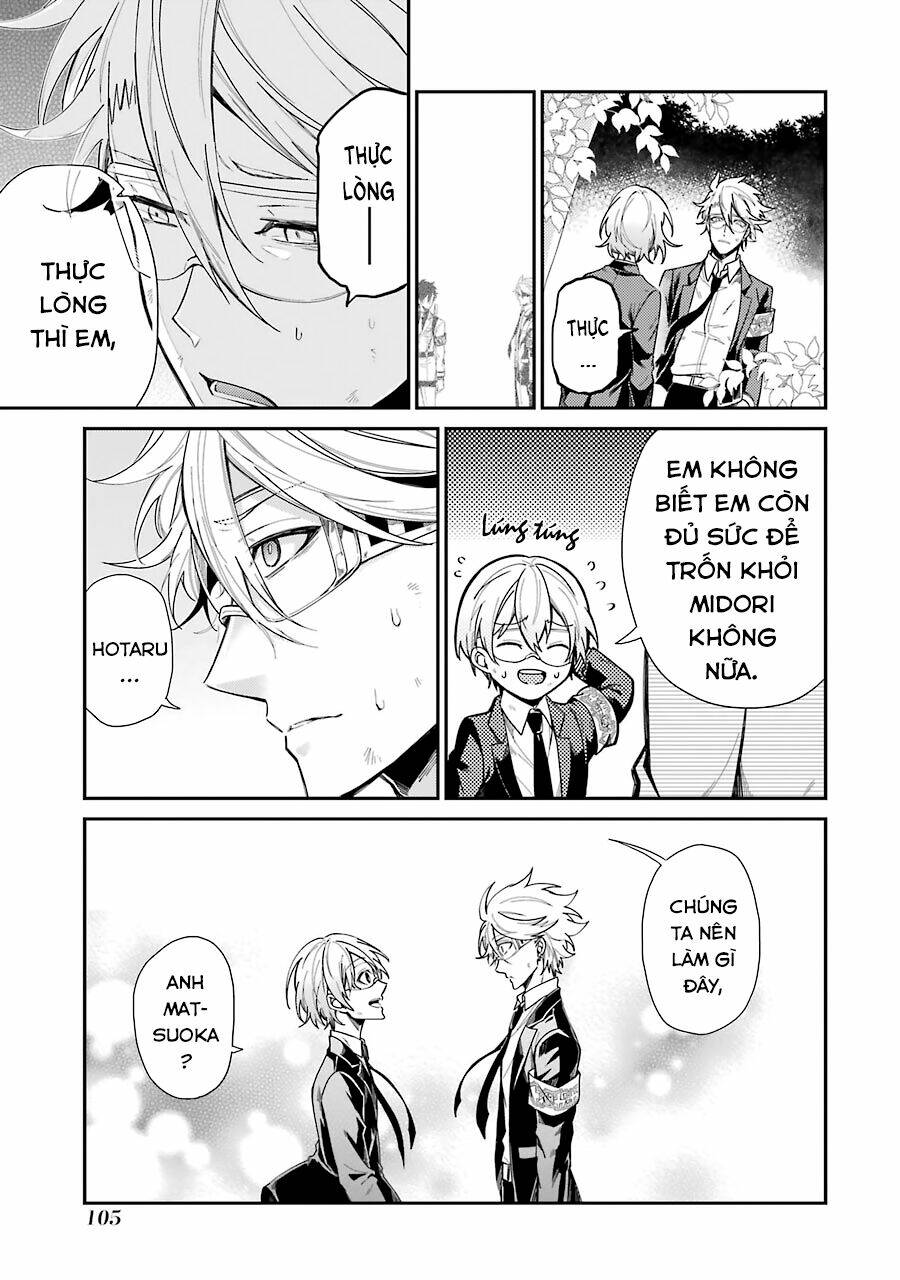 THỰC
...
THỰC
LÒNG
—
THỰC
LÒNG
THÌ EM,
EM KHÔNG
BIẾT EM CÒN
ĐỦ SỨC ĐỂ
TRỐN KHỎI
MIDORI
KHÔNG
NỮA.
Lúng túng
HOTARU
...
CHÚNG
TA NÊN
LÀM GÌ
ĐÂY,
ANH
MAT-
SUOKA
?
105